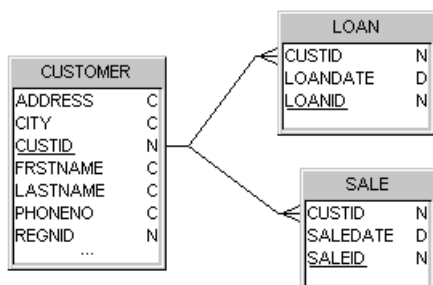 CUSTOMER
ADDRESS C
CITY C
CUSTID N
FRSTNAME C
LASTNAME C
PHONENO C
REGNID N
...
LOAN
CUSTID N
LOANDATE D
LOANID N
SALE
CUSTID N
SALEDATE D
SALEID N